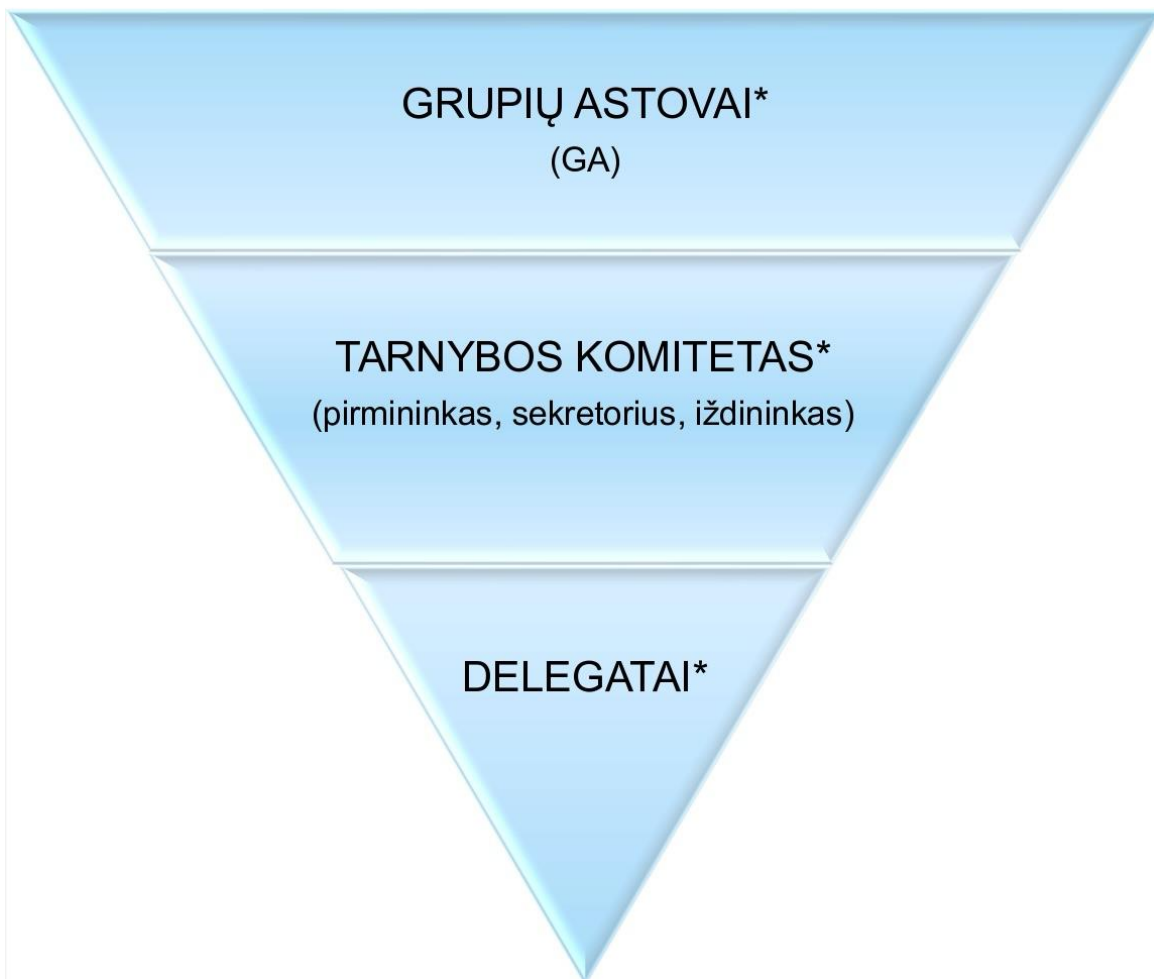 GRUPIŲ ASTOVAI*
(GA)
TARNYBOS KOMITETAS*
(pirmininkas, sekretorius, iždininkas)
DELEGATAI*